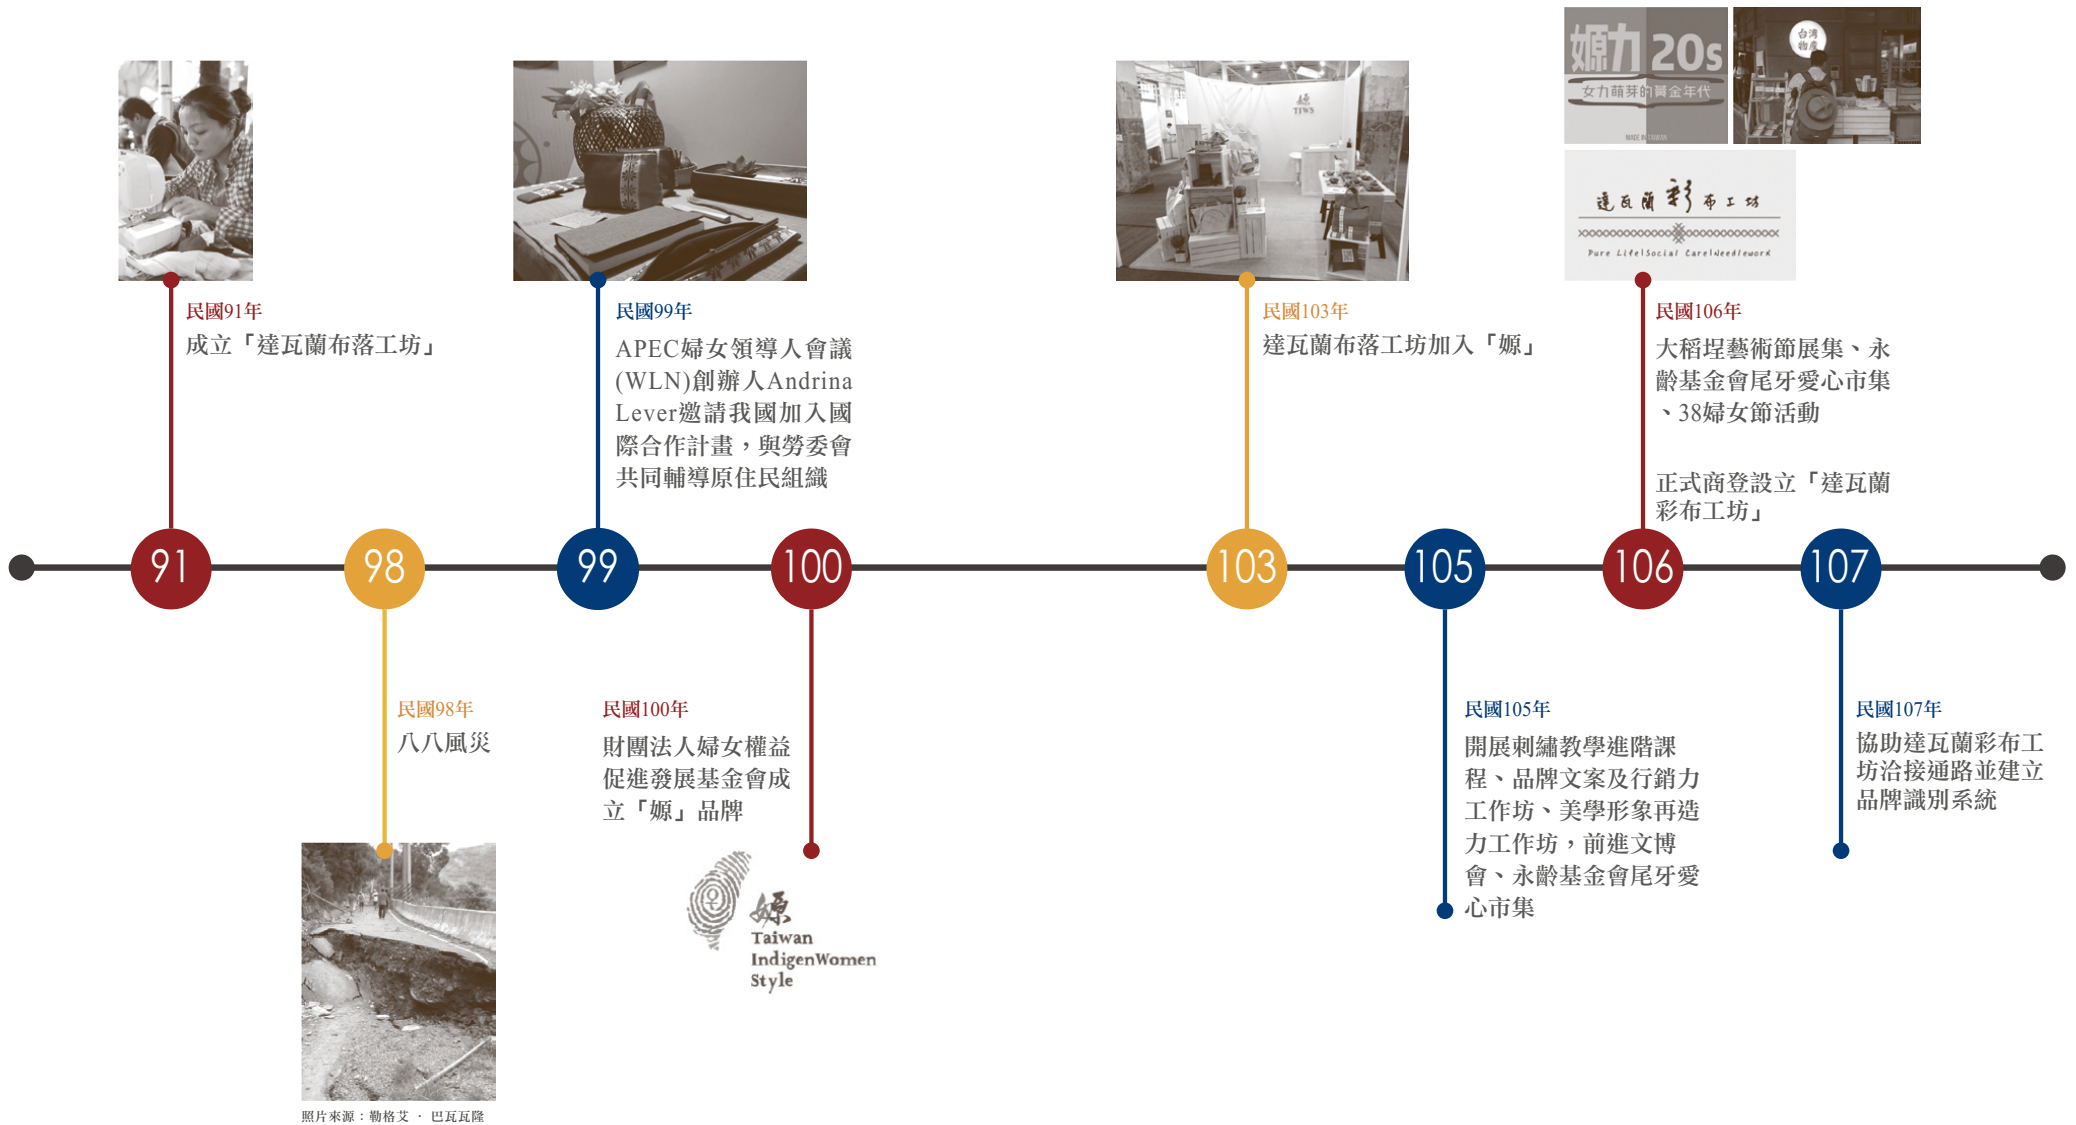 嫄力 20s
女力萌芽的黃金年代
MADE IN TAIWAN
台湾
物産
嫄
TIWS
達瓦蘭彩布工坊
Pure Life|Social Care|Needlework
民國91年
成立「達瓦蘭布落工坊」
民國99年
APEC婦女領導人會議
(WLN)創辦人Andrina
Lever邀請我國加入國
際合作計畫，與勞委會
共同輔導原住民組織
民國103年
達瓦蘭布落工坊加入「嫄」
民國106年
大稻埕藝術節展集、永
齡基金會尾牙愛心市集
、38婦女節活動
正式商登設立「達瓦蘭
彩布工坊」
91
98
99
100
103
105
106
107
民國98年
八八風災
照片來源：勒格艾 · 巴瓦瓦隆
民國100年
財團法人婦女權益
促進發展基金會成
立「嫄」品牌
嫄
Taiwan
IndigenWomen
Style
民國105年
開展刺繡教學進階課
程、品牌文案及行銷力
工作坊、美學形象再造
力工作坊，前進文博
會、永齡基金會尾牙愛
心市集
民國107年
協助達瓦蘭彩布工
坊洽接通路並建立
品牌識別系統